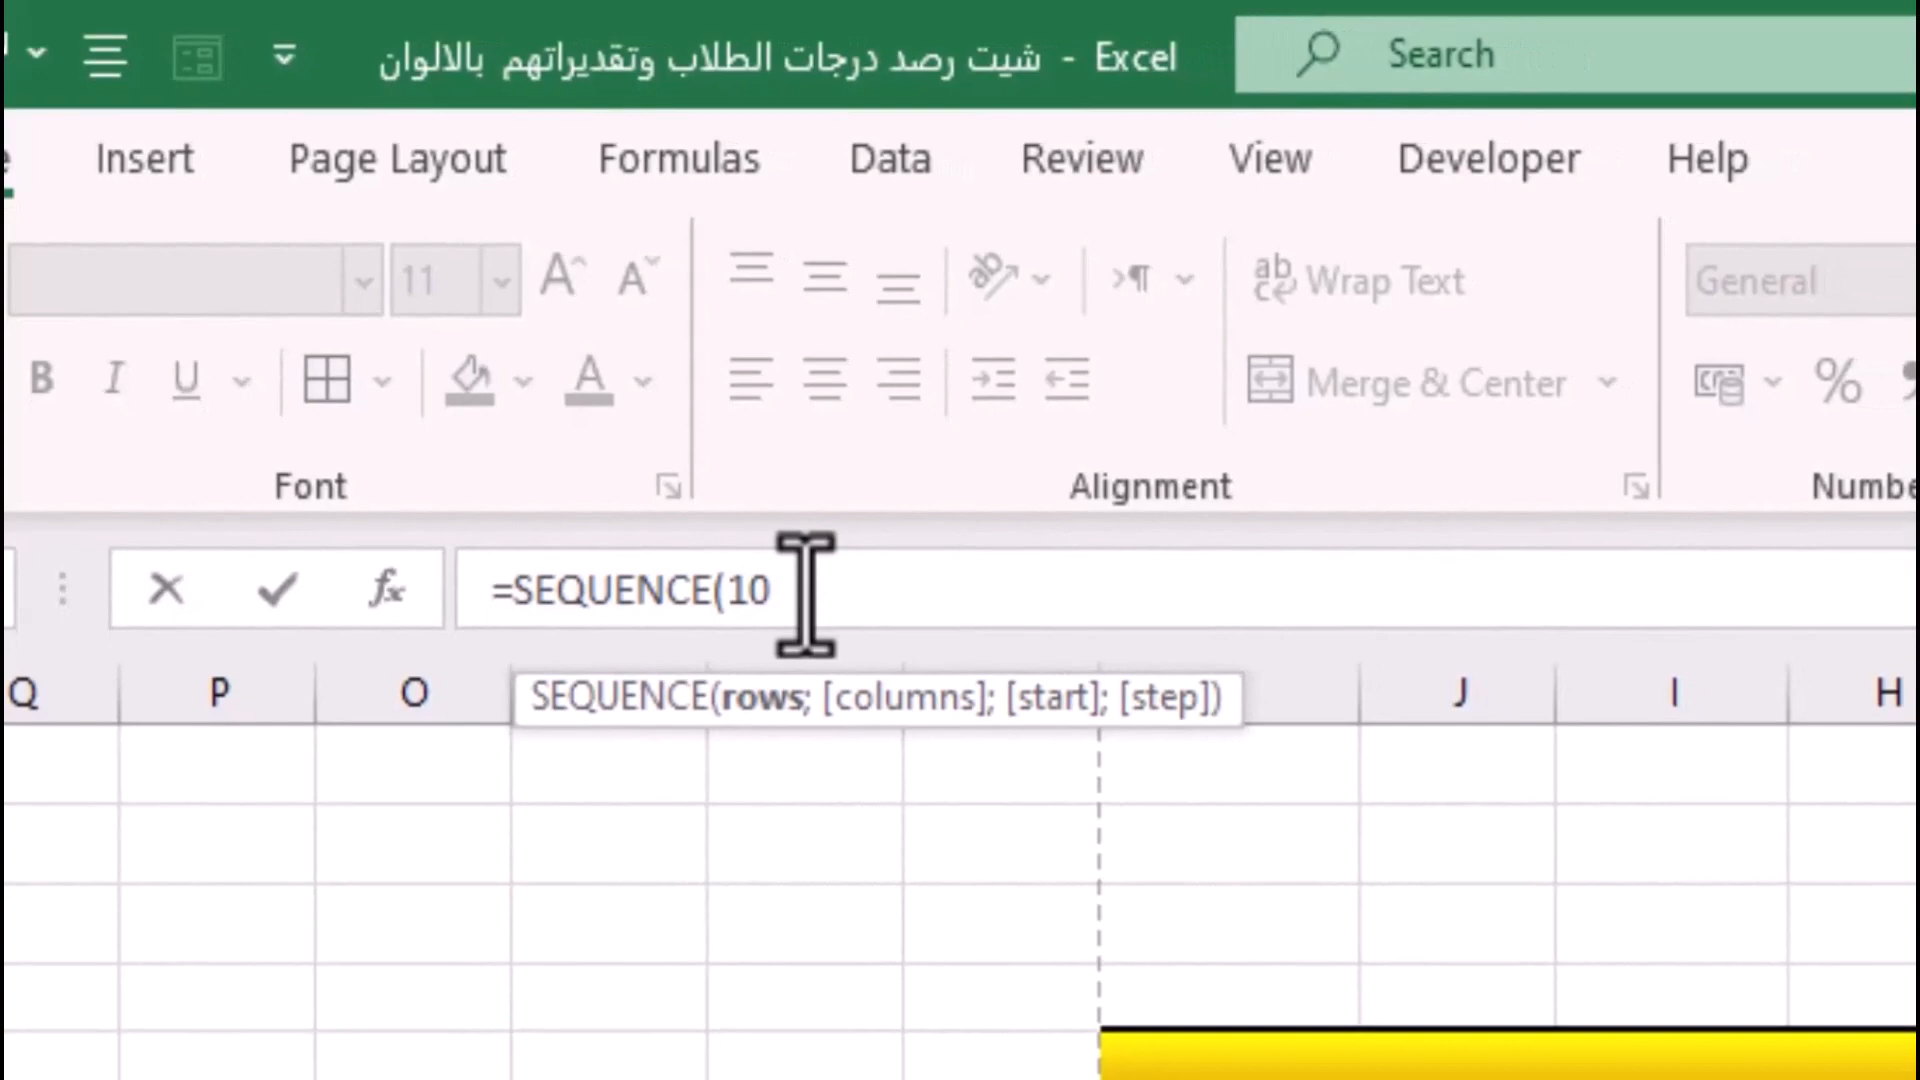 شيت رصد درجات الطلاب وتقديراتهم بالالوان - Excel
Search
Insert Page Layout Formulas Data Review View Developer Help
11
Wrap Text
General
B I U A
Merge & Center
%
Font
Alignment
fx
=SEQUENCE(10
Q P O J I H
SEQUENCE(rows; [columns]; [start]; [step])